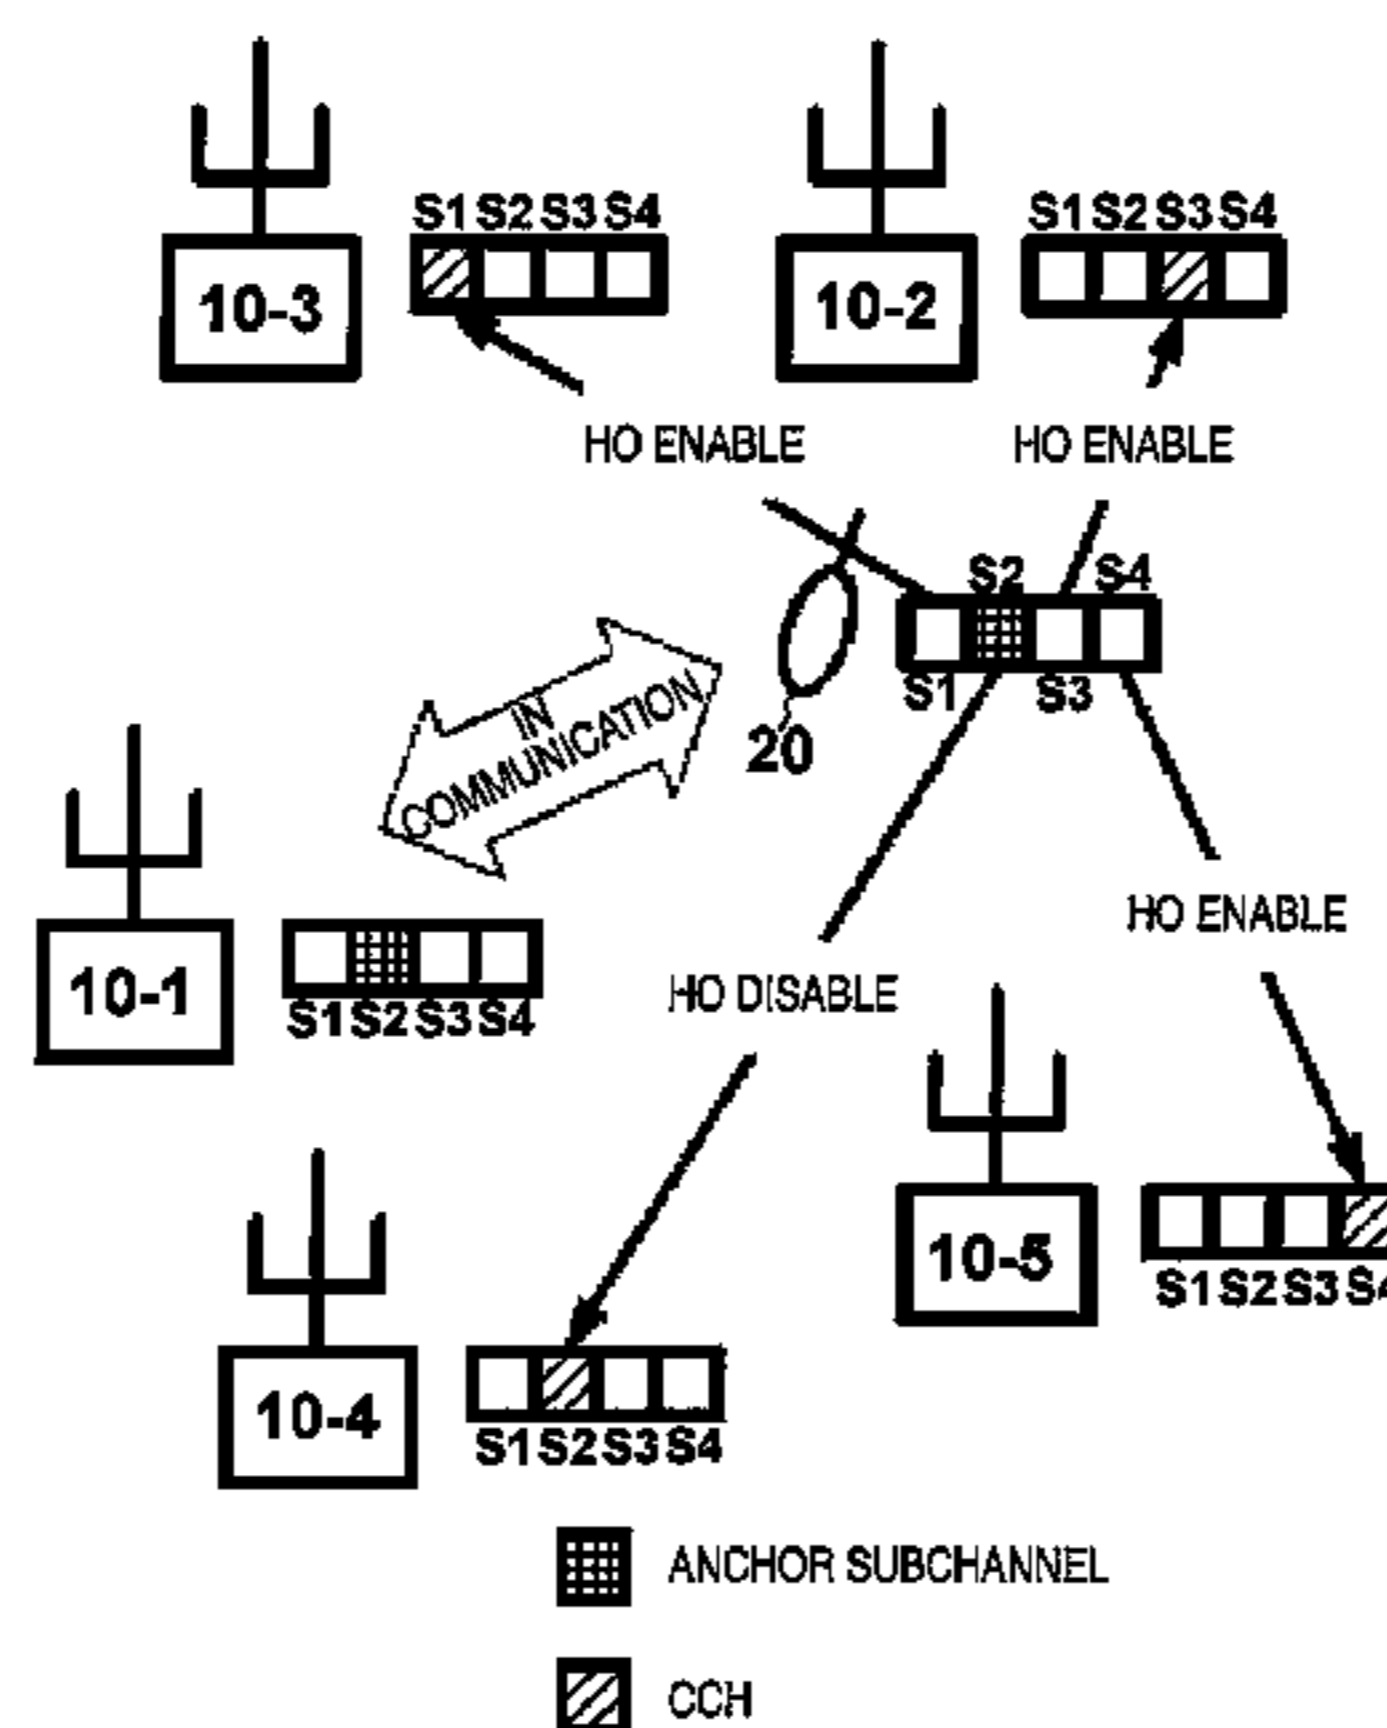 S1 S2 S3 S4
S1 S2 S3 S4
10-3
10-2
HO ENABLE
HO ENABLE
S2
S4
S1
S3
20
IN
COMMUNICATION
10-1
S1 S2 S3 S4
HO ENABLE
HO DISABLE
10-5
S1 S2 S3 S4
10-4
S1 S2 S3 S4
ANCHOR SUBCHANNEL
CCH